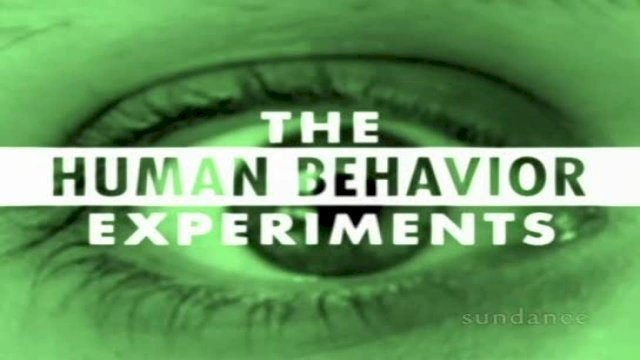 THE
HUMAN BEHAVIOR
EXPERIMENTS
sundance